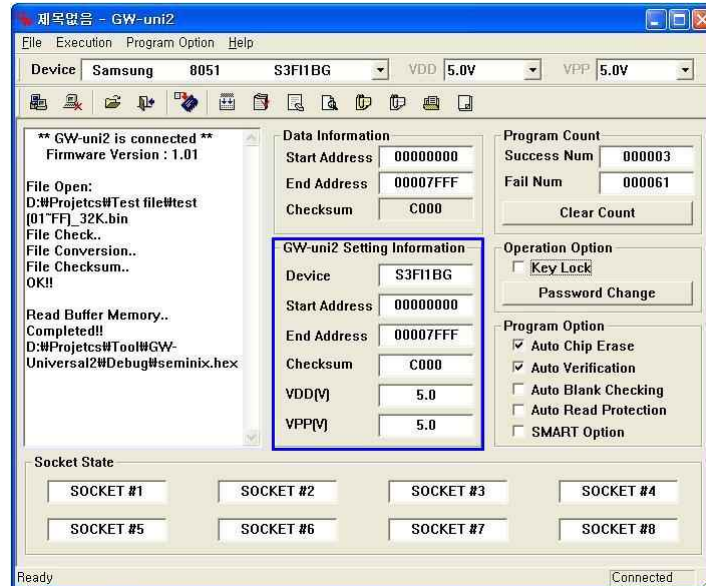 제목없음 - GW-uni2
File Execution Program Option Help
Device Samsung 8051 S3FI1BG VDD 5.0V VPP 5.0V
** GW-uni2 is connected **
Firmware Version : 1.01
File Open:
D:₩Projetcs₩Test file₩test
(01~FF)_32K.bin
File Check..
File Conversion..
File Checksum..
OK!!
Read Buffer Memory..
Completed!!
D:₩Projetcs₩Tool₩GW-
Universal2₩Debug₩seminix.hex
Data Information
Start Address 00000000
End Address 00007FFF
Checksum C000
GW-uni2 Setting Information
Device S3FI1BG
Start Address 00000000
End Address 00007FFF
Checksum C000
VDD(V) 5.0
VPP(V) 5.0
Program Count
Success Num 000003
Fail Num 000061
Clear Count
Operation Option
Key Lock
Password Change
Program Option
Auto Chip Erase
Auto Verification
Auto Blank Checking
Auto Read Protection
SMART Option
Socket State
SOCKET #1 SOCKET #2 SOCKET #3 SOCKET #4
SOCKET #5 SOCKET #6 SOCKET #7 SOCKET #8
Ready Connected